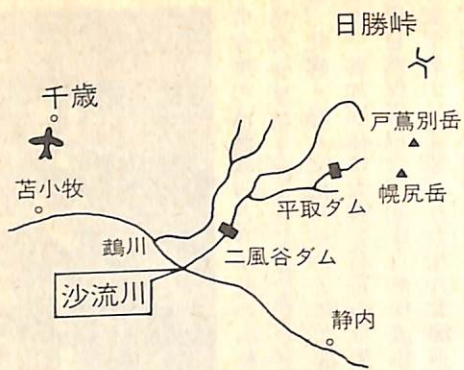 日勝峠
千歳
戸蔦別岳
苫小牧
幌尻岳
平取ダム
鵡川
二風谷ダム
沙流川
静内